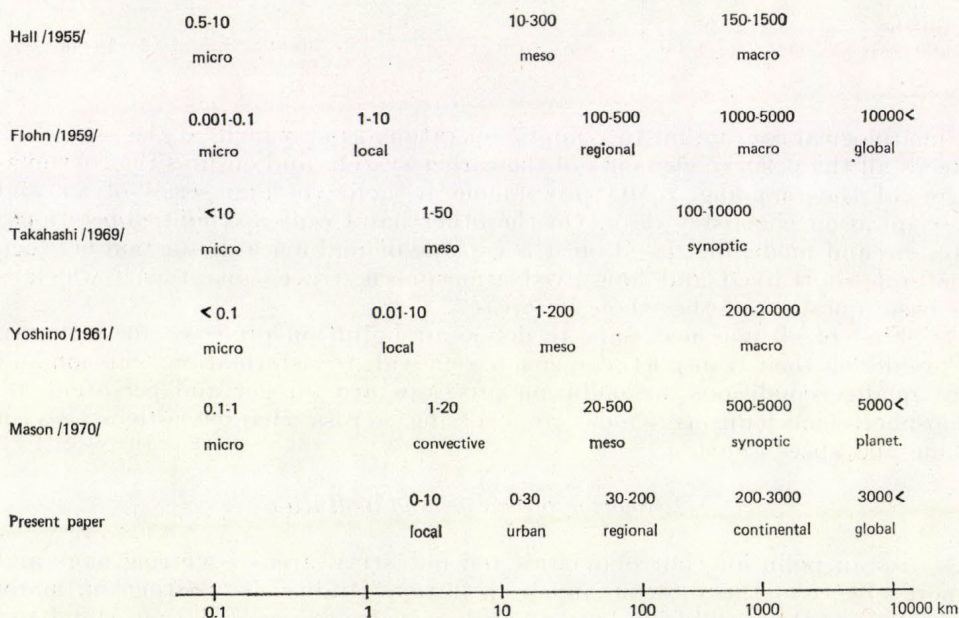 0.5-10 10-300 150-1500
Hall /1955/
micro meso macro
0.001-0.1 1-10 100-500 1000-5000 10000<
Flohn /1959/
micro local regional macro global
<10 1-50 100-10000
Takahashi /1969/
micro meso synoptic
< 0.1 0.01-10 1-200 200-20000
Yoshino /1961/
micro local meso macro
0.1-1 1-20 20-500 500-5000 5000<
Mason /1970/
micro convective meso synoptic planet.
0-10 0-30 30-200 200-3000 3000<
Present paper
local urban regional continental global
0.1 1 10 100 1000 10000 km